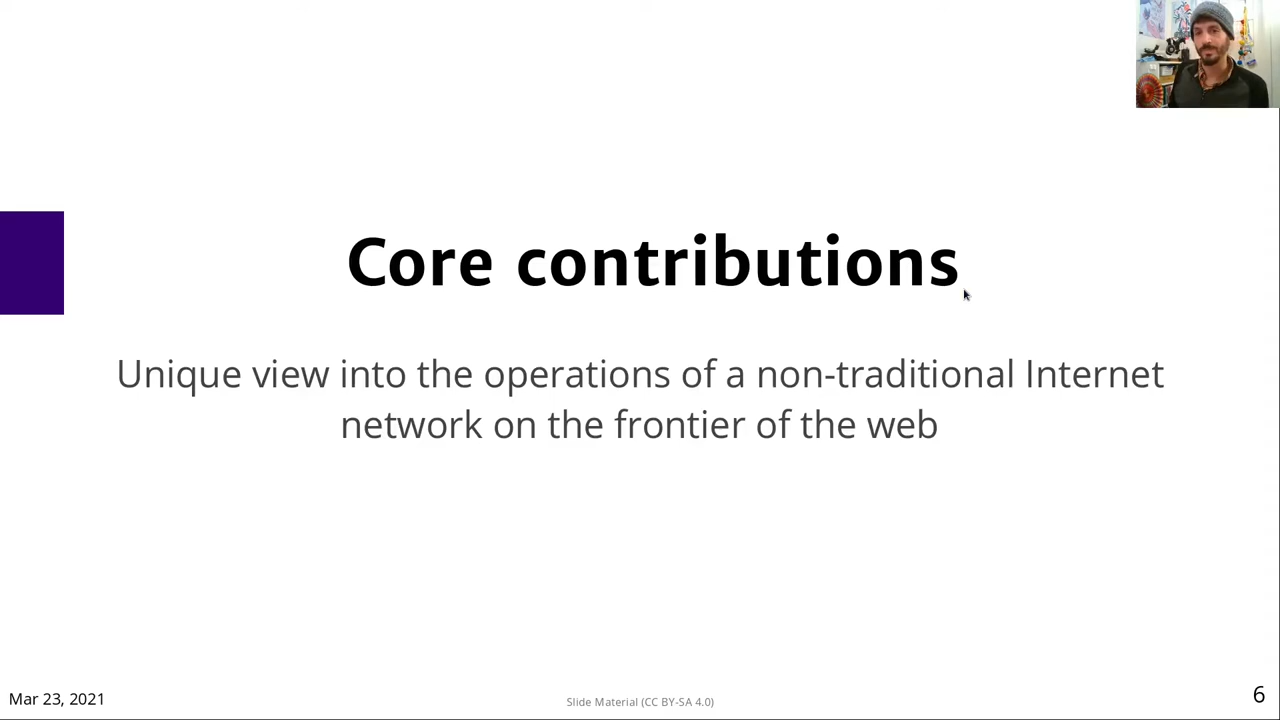 Core contributions
Unique view into the operations of a non-traditional Internet
network on the frontier of the web
Mar 23, 2021
Slide Material (CC BY-SA 4.0)
6